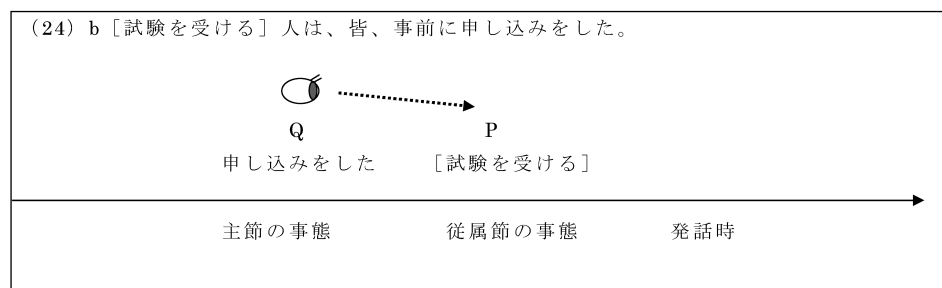 (24) b［試験を受ける］人は、皆、事前に申し込みをした。
Q P
申し込みをした ［試験を受ける］
主節の事態 従属節の事態 発話時